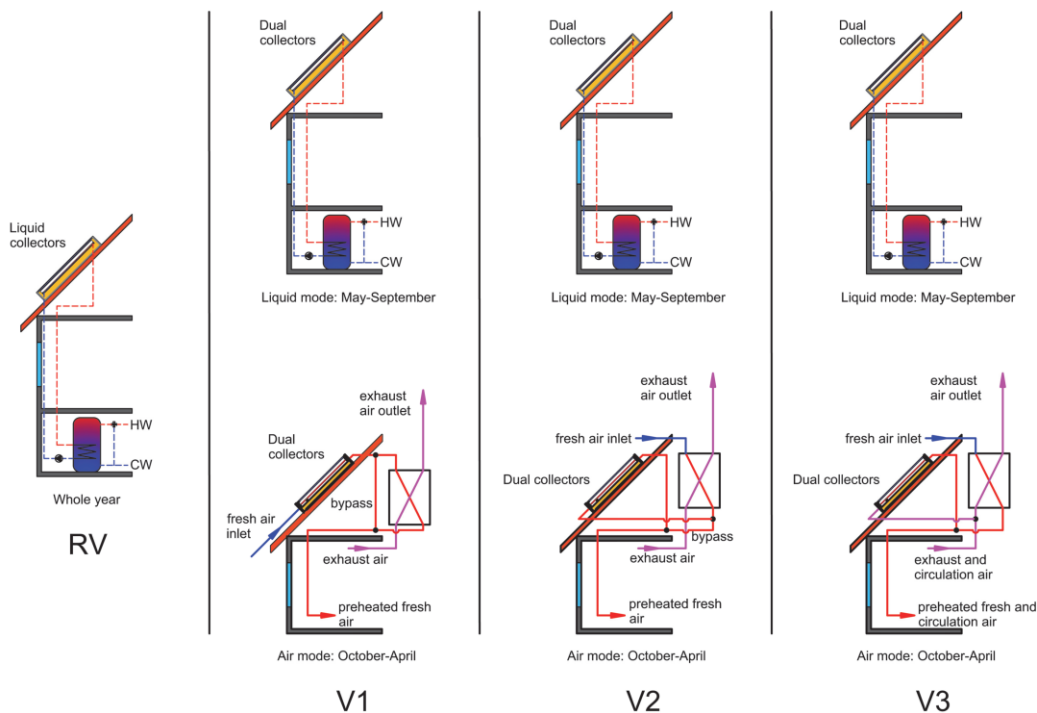 Liquid
collectors
HW
CW
Whole year
RV
Dual
collectors
HW
CW
Liquid mode: May-September
exhaust
air outlet
Dual
collectors
bypass
fresh air
inlet
exhaust air
preheated fresh
air
Air mode: October-April
V1
Dual
collectors
HW
CW
Liquid mode: May-September
exhaust
air outlet
fresh air inlet
Dual collectors
bypass
exhaust air
preheated fresh
air
Air mode: October-April
V2
Dual
collectors
HW
CW
Liquid mode: May-September
exhaust
air outlet
fresh air inlet
Dual collectors
exhaust and
circulation air
preheated fresh and
circulation air
Air mode: October-April
V3